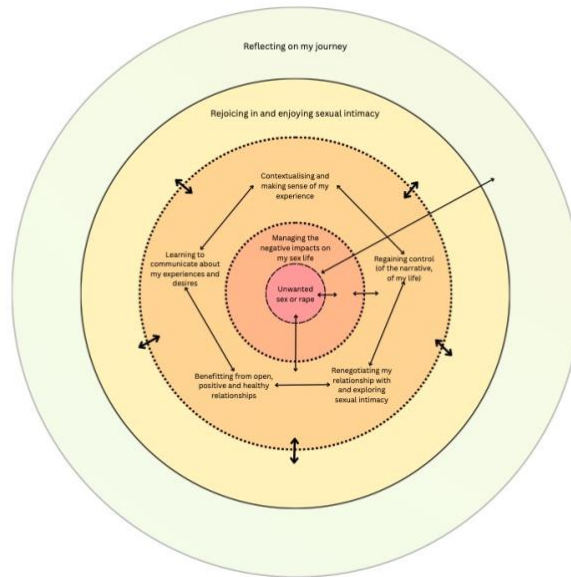 Reflecting on my journey
Rejoicing in and enjoying sexual intimacy
Contextualising and
making sense of my
experience
Managing the
negative impacts on
my sex life
Learning to
communicate about
my experiences and
desires
Regaining control
(of the narrative,
of my life)
Unwanted
sex or rape
Benefitting from open,
positive and healthy
relationships
Renegotiating my
relationship with
and exploring
sexual intimacy